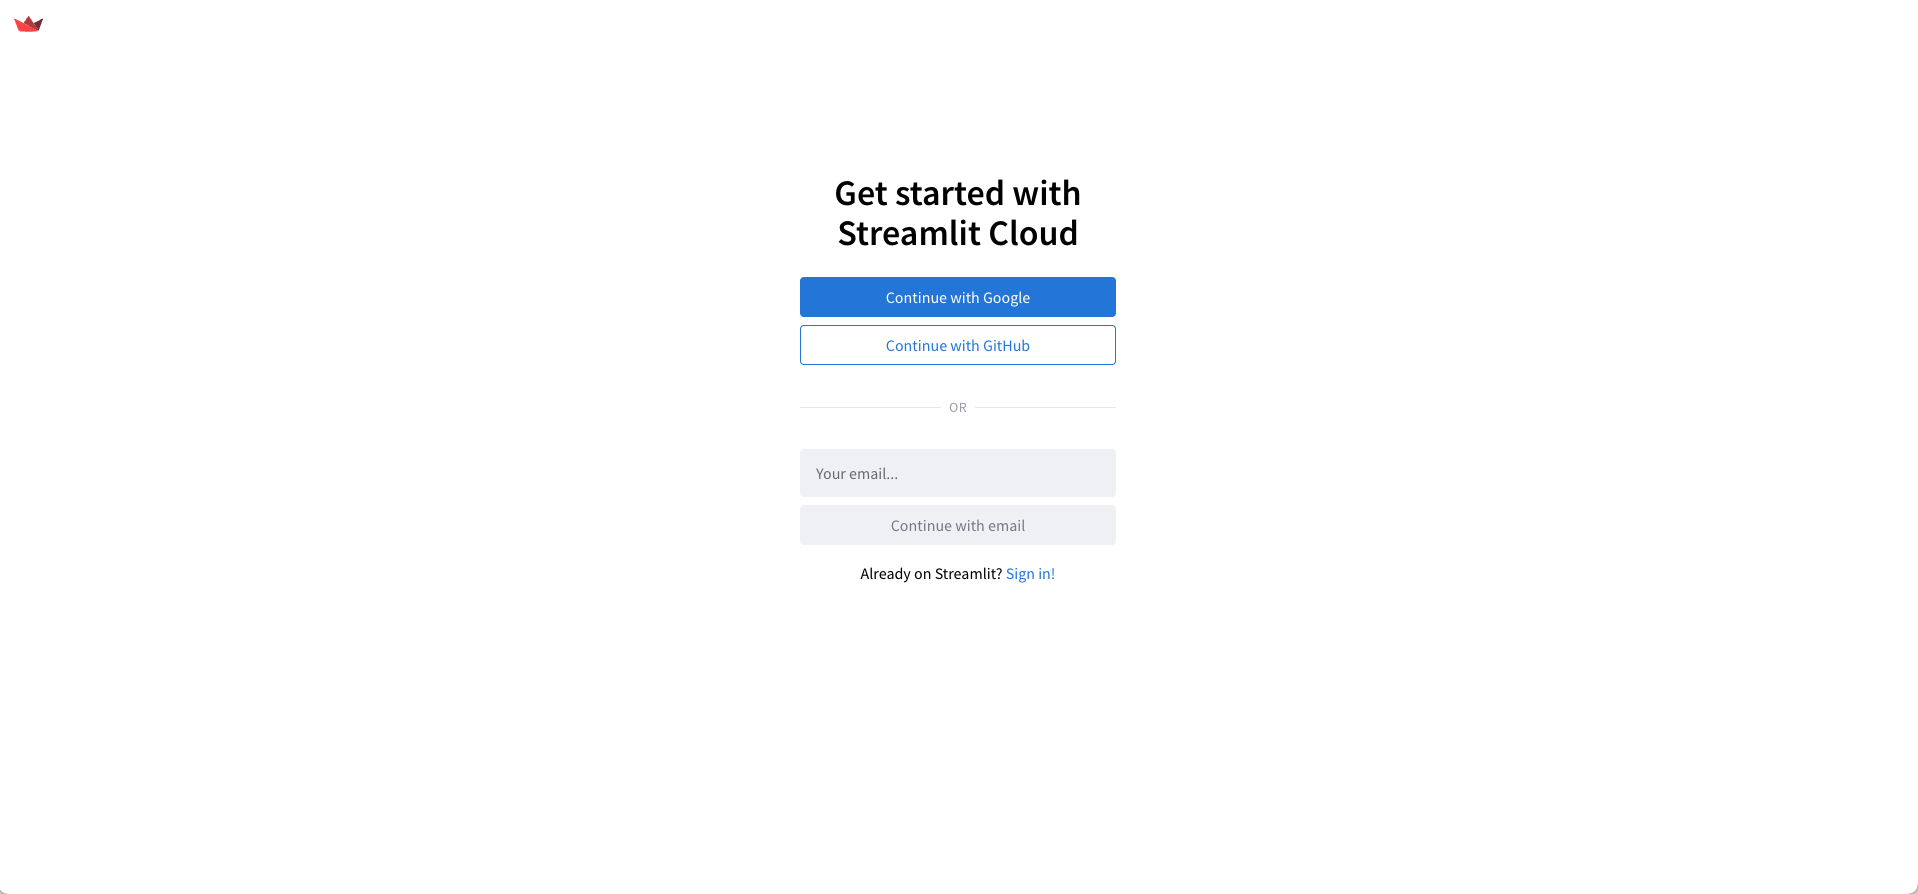 Get started with
Streamlit Cloud
Continue with Google
Continue with GitHub
OR
Your email...
Continue with email
Already on Streamlit? Sign in!